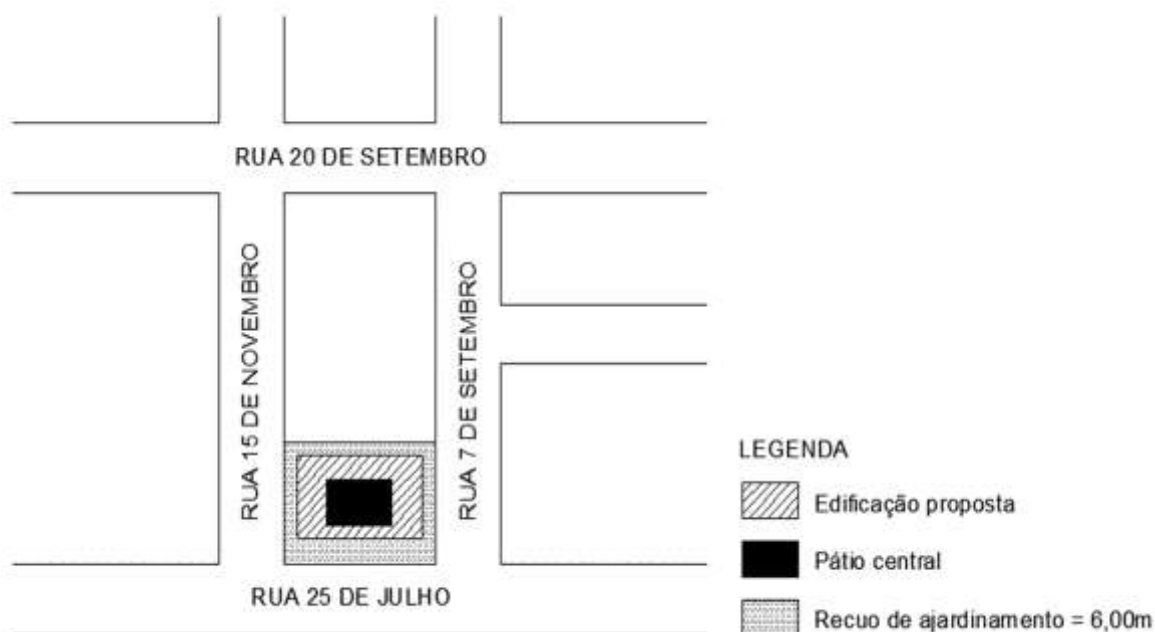 RUA 20 DE SETEMBRO
RUA 15 DE NOVEMBRO
RUA 7 DE SETEMBRO
RUA 25 DE JULHO
LEGENDA
Edificação proposta
Pátio central
Recuo de ajardinamento = 6,00m